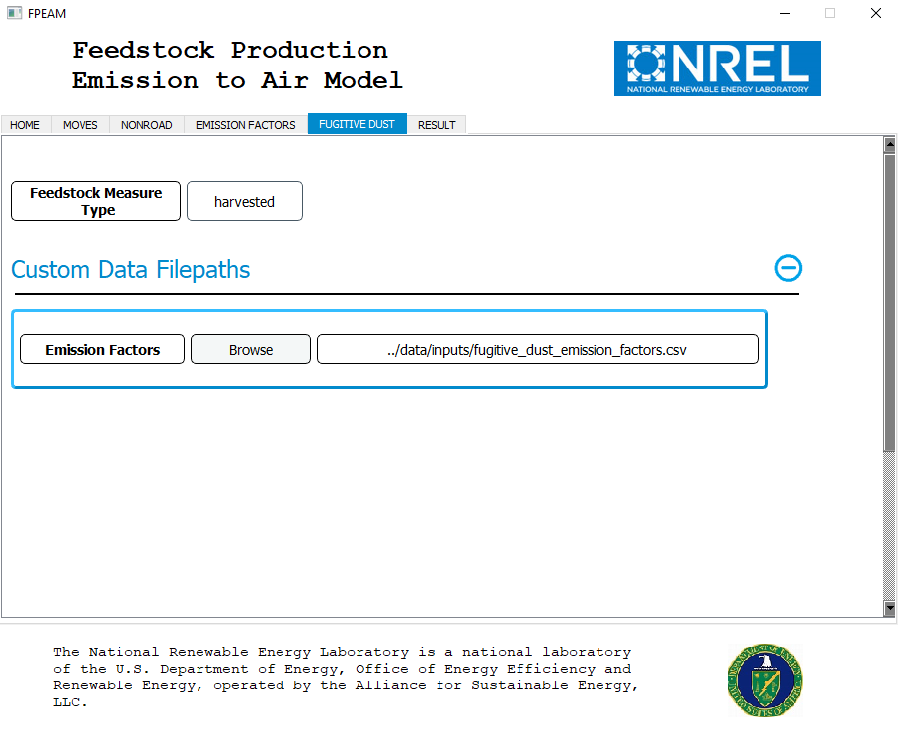 FPEAM
Feedstock Production
Emission to Air Model
NREL
NATIONAL RENEWABLE ENERGY LABORATORY
HOME MOVES NONROAD EMISSION FACTORS FUGITIVE DUST RESULT
Feedstock Measure
Type
harvested
Custom Data Filepaths
Emission Factors Browse ../data/inputs/fugitive_dust_emission_factors.csv
The National Renewable Energy Laboratory is a national laboratory
of the U.S. Department of Energy, Office of Energy Efficiency and
Renewable Energy, operated by the Alliance for Sustainable Energy,
LLC.